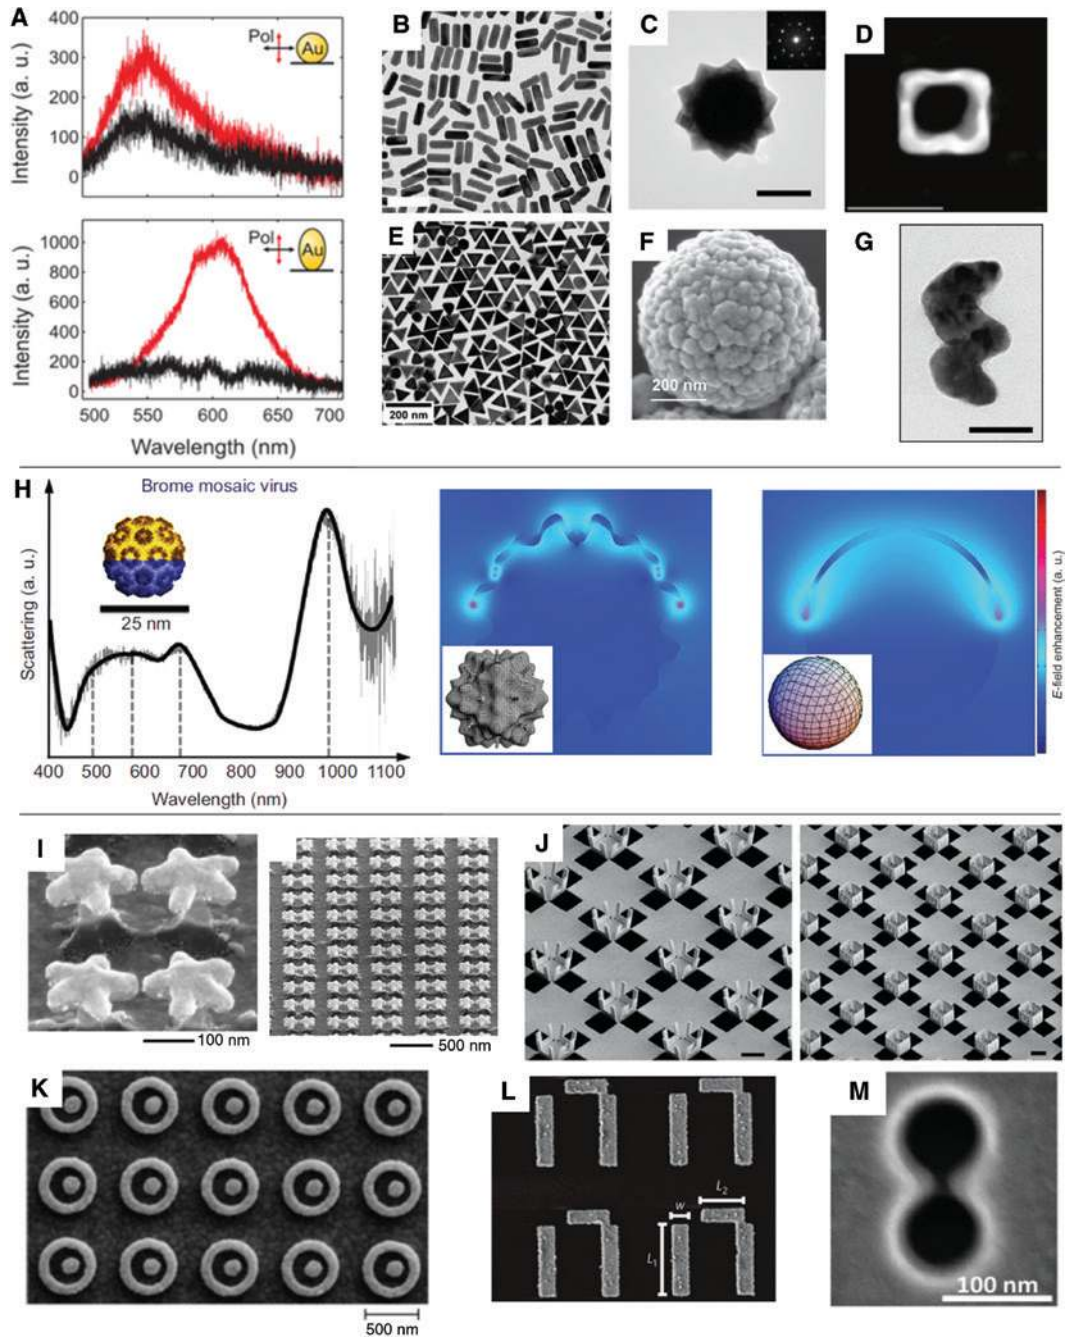 A
400
300
200
100
0
Intensity (a. u.)
Pol
Au
1000
800
600
400
200
0
Intensity (a. u.)
Pol
Au
500 550 600 650 700
Wavelength (nm)
B
C
D
E
200 nm
F
200 nm
G
H
Brome mosaic virus
25 nm
Scattering (a. u.)
400 500 600 700 800 900 1000 1100
Wavelength (nm)
E-field enhancement (a. u.)
I
100 nm
500 nm
J
K
500 nm
L
L2
w
L1
M
100 nm